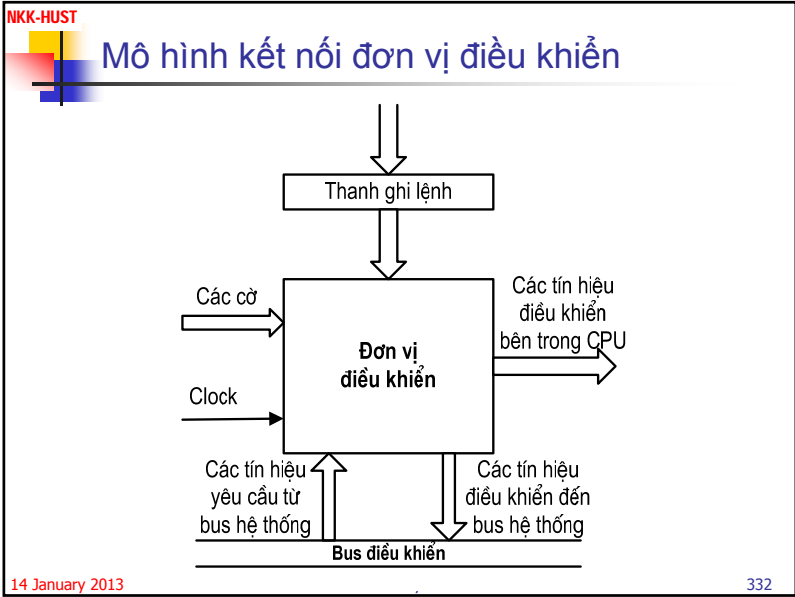 NKK-HUST
Mô hình kết nối đơn vị điều khiển
Thanh ghi lệnh
Các cờ
Clock
Đơn vị
điều khiển
Các tín hiệu
điều khiển
bên trong CPU
Các tín hiệu
yêu cầu từ
bus hệ thống
Các tín hiệu
điều khiển đến
bus hệ thống
Bus điều khiển
14 January 2013
332